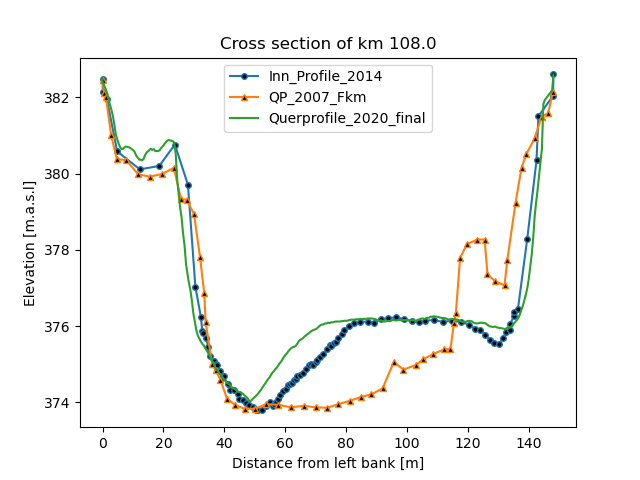 Cross section of km 108.0
Inn_Profile_2014
QP_2007_Fkm
Querprofile_2020_final
Elevation [m.a.s.l]
382
380
378
376
374
0 20 40 60 80 100 120 140
Distance from left bank [m]